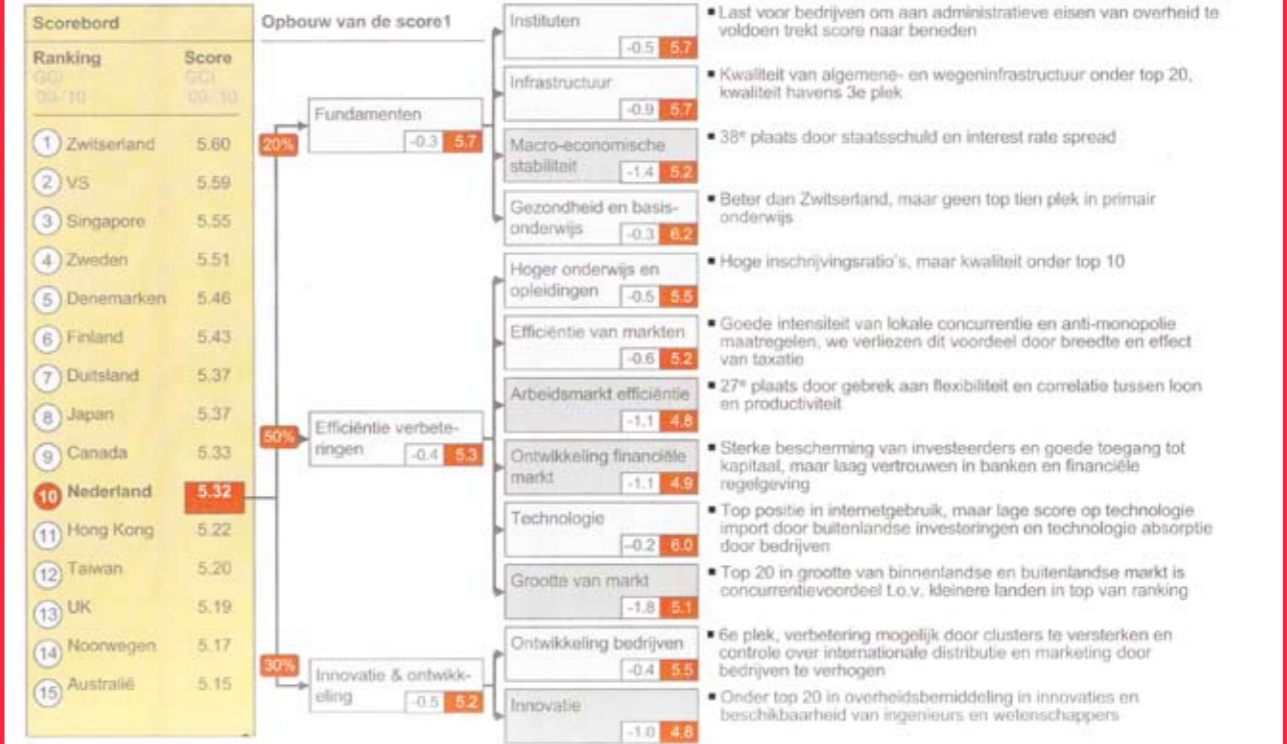 Scorebord
Ranking Score
GCI GCI
09-'10 09-'10
1 Zwitserland 5.60
2 VS 5.59
3 Singapore 5.55
4 Zweden 5.51
5 Denemarken 5.46
6 Finland 5.43
7 Duitsland 5.37
8 Japan 5.37
9 Canada 5.33
10 Nederland 5.32
11 Hong Kong 5.22
12 Taiwan 5.20
13 UK 5.19
14 Noorwegen 5.17
15 Australië 5.15
Opbouw van de score1
20%
Fundamenten
-0.3 5.7
50%
Efficiëntie verbete-
ringen -0.4 5.3
30%
Innovatie & ontwikk-
eling -0.5 5.2
Instituten
-0.5 5.7
Last voor bedrijven om aan administratieve eisen van overheid te
voldoen trekt score naar beneden
Infrastructuur
-0.9 5.7
Kwaliteit van algemene- en wegeninfrastructuur onder top 20,
kwaliteit havens 3e plek
Macro-economische
stabiliteit -1.4 5.2
38e plaats door staatsschuld en interest rate spread
Gezondheid en basis-
onderwijs -0.3 6.2
Beter dan Zwitserland, maar geen top tien plek in primair
onderwijs
Hoger onderwijs en
opleidingen -0.5 5.5
Hoge inschrijvingsratio's, maar kwaliteit onder top 10
Efficiëntie van markten
-0.6 5.2
Goede intensiteit van lokale concurrentie en anti-monopolie
maatregelen, we verliezen dit voordeel door breedte en effect
van taxatie
Arbeidsmarkt efficiëntie
-1.1 4.8
27e plaats door gebrek aan flexibiliteit en correlatie tussen loon
en productiviteit
Ontwikkeling financiële
markt -1.1 4.9
Sterke bescherming van investeerders en goede toegang tot
kapitaal, maar laag vertrouwen in banken en financiële
regelgeving
Technologie
-0.2 6.0
Top positie in internetgebruik, maar lage score op technologie
import door buitenlandse investeringen en technologie absorptie
door bedrijven
Grootte van markt
-1.8 5.1
Top 20 in grootte van binnenlandse en buitenlandse markt is
concurrentievoordeel t.o.v. kleinere landen in top van ranking
Ontwikkeling bedrijven
-0.4 5.5
6e plek, verbetering mogelijk door clusters te versterken en
controle over internationale distributie en marketing door
bedrijven te verhogen
Innovatie
-1.0 4.8
Onder top 20 in overheidsbemiddeling in innovaties en
beschikbaarheid van ingenieurs en wetenschappers